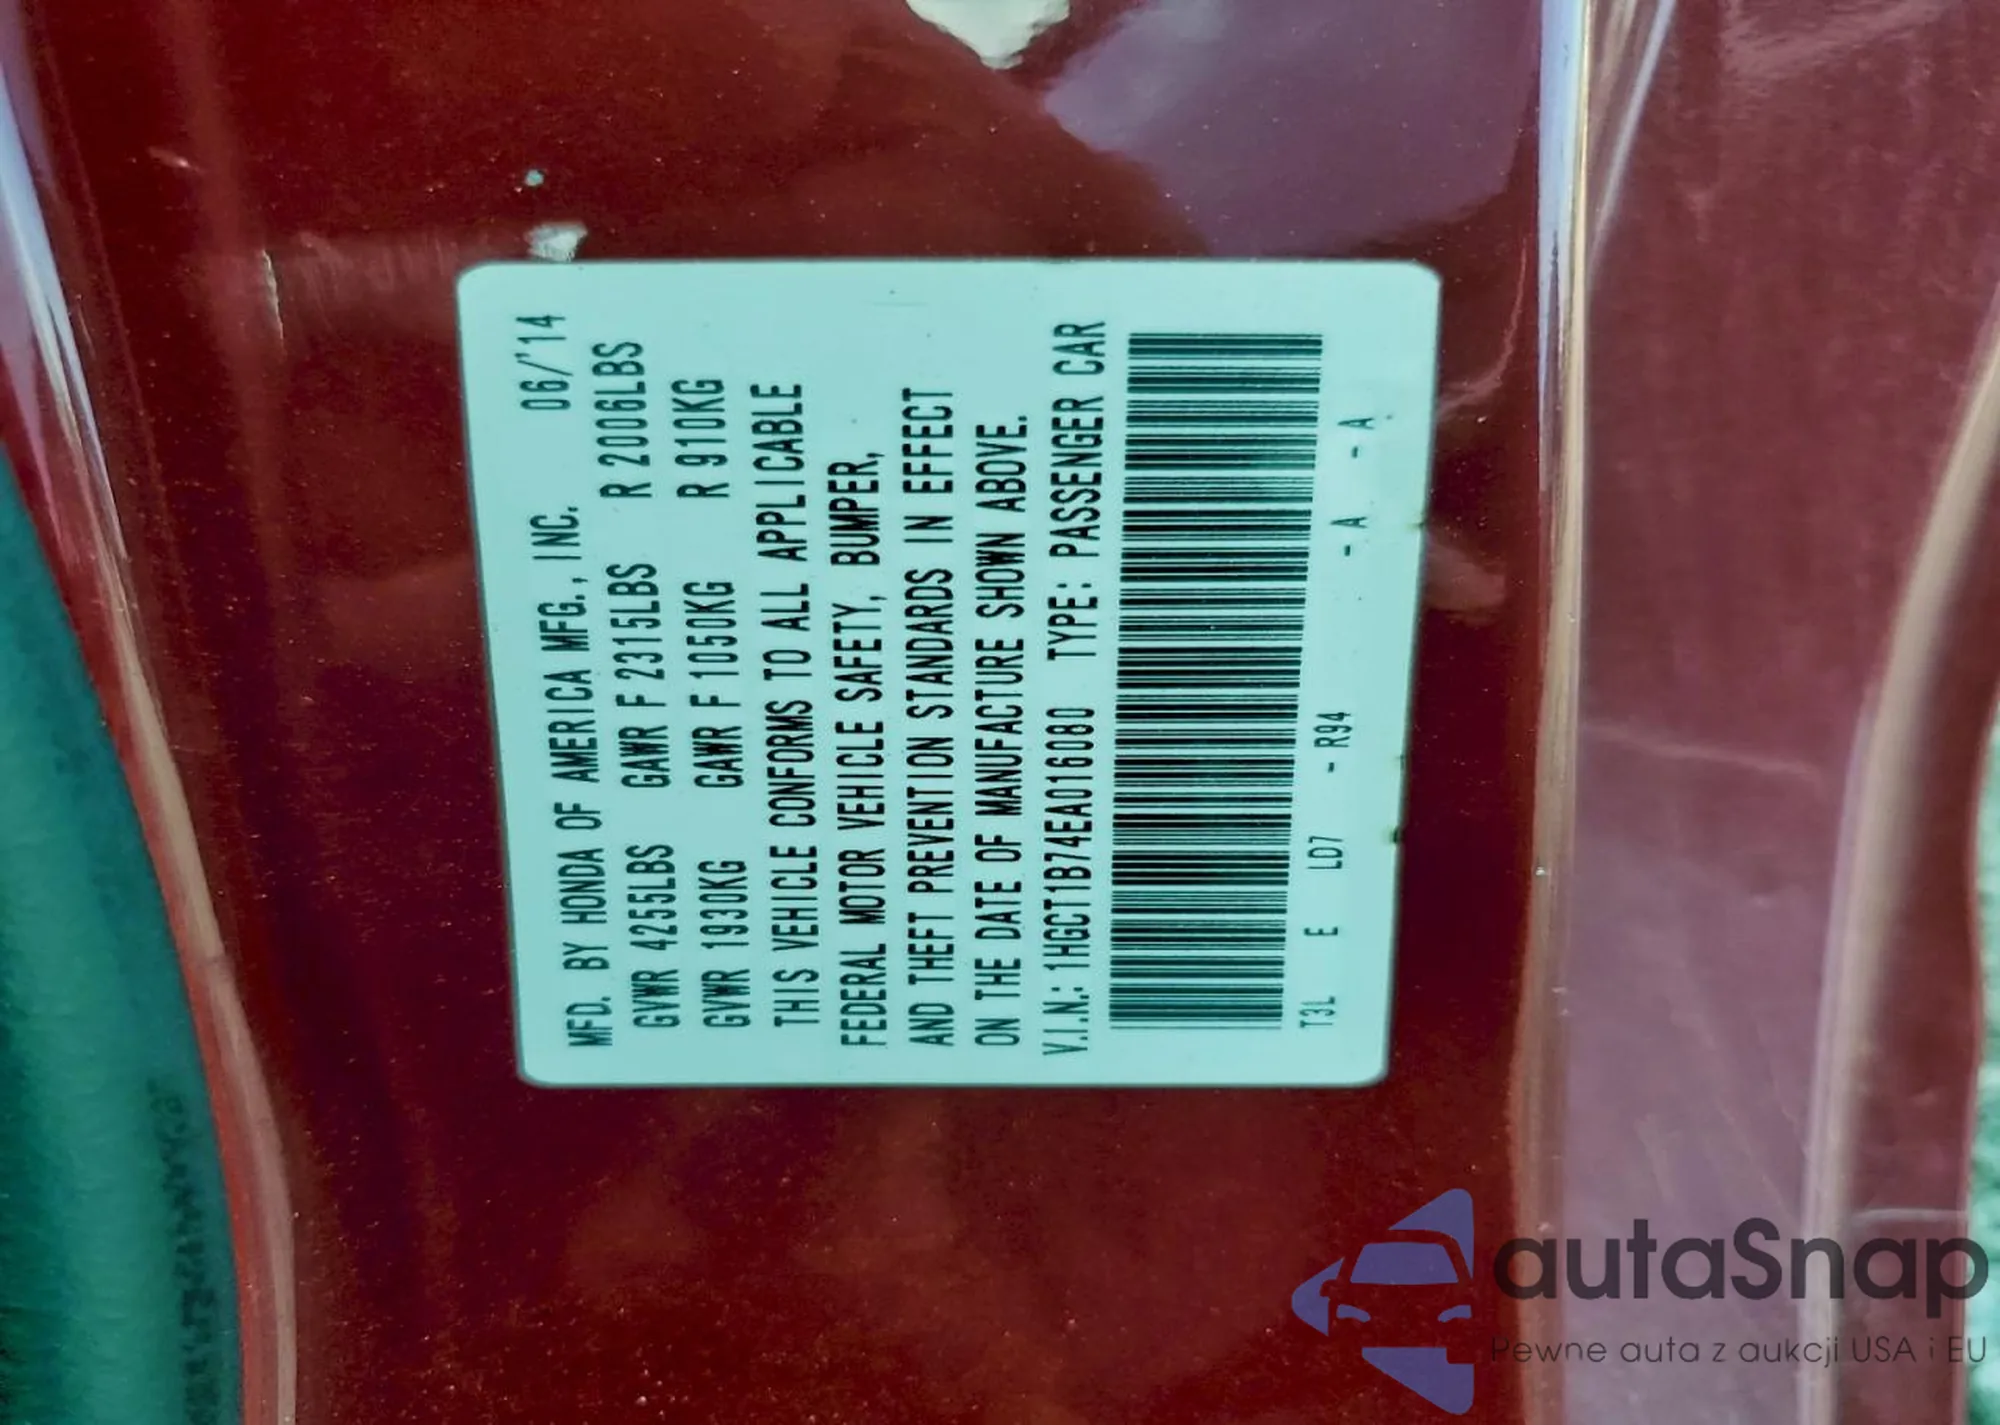 MFD. BY HONDA OF AMERICA MFG., INC. 06/'14
GVWR 4255LBS GAWR F 2315LBS R 2006LBS
GVWR 1930KG GAWR F 1050KG R 910KG
THIS VEHICLE CONFORMS TO ALL APPLICABLE
FEDERAL MOTOR VEHICLE SAFETY, BUMPER,
AND THEFT PREVENTION STANDARDS IN EFFECT
ON THE DATE OF MANUFACTURE SHOWN ABOVE.
V.I.N.: 1HGCT1B74EA016080 TYPE: PASSENGER CAR
T3L E LD7 - R94 - A - A
autaSnap
Pewne auta z aukcji USA i EU